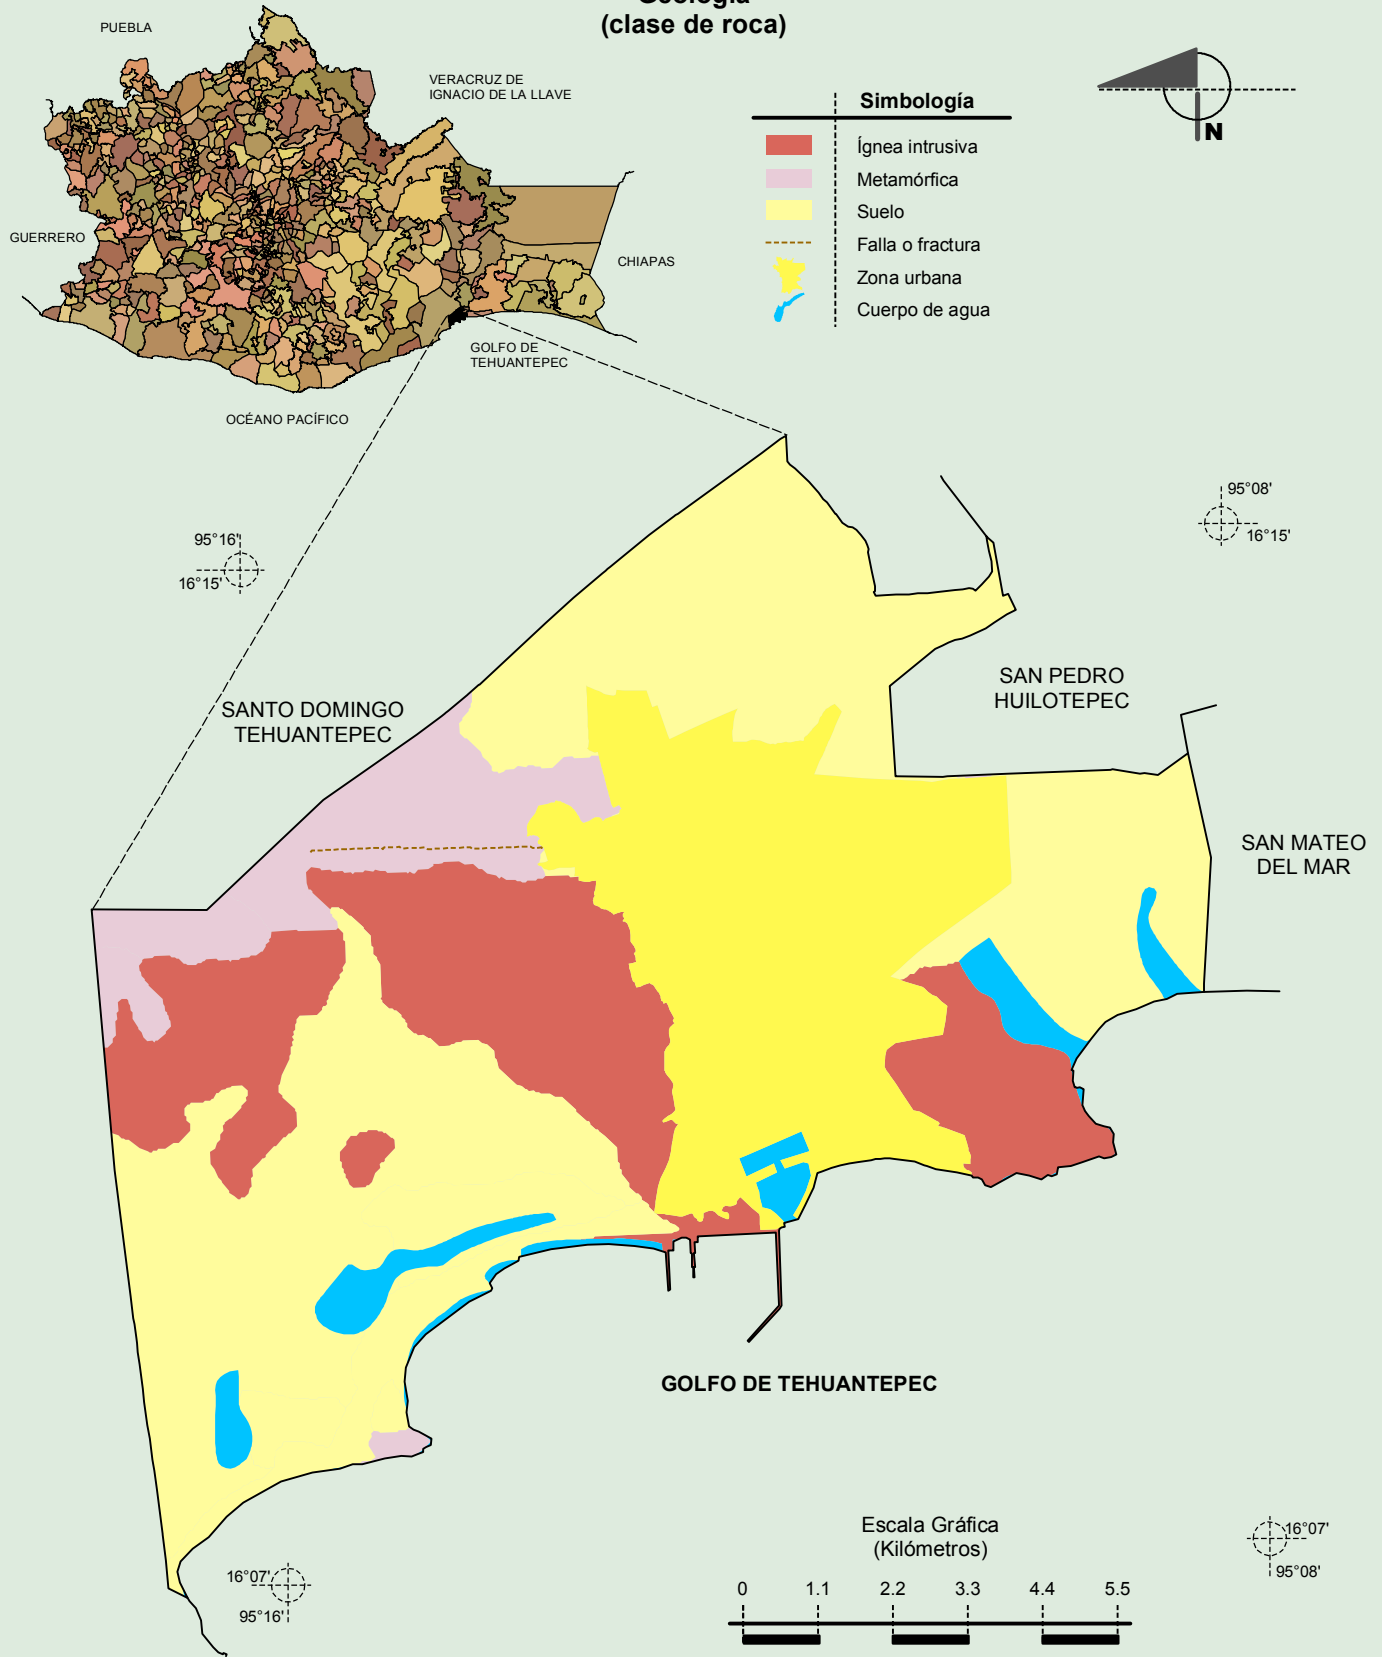 Geología
(clase de roca)
PUEBLA
VERACRUZ DE
IGNACIO DE LA LLAVE
GUERRERO
CHIAPAS
GOLFO DE
TEHUANTEPEC
OCÉANO PACÍFICO
Simbología
Ígnea intrusiva
Metamórfica
Suelo
Falla o fractura
Zona urbana
Cuerpo de agua
N
95°16'
16°15'
95°08'
16°15'
SANTO DOMINGO
TEHUANTEPEC
SAN PEDRO
HUILOTEPEC
SAN MATEO
DEL MAR
GOLFO DE TEHUANTEPEC
16°07'
95°16'
16°07'
95°08'
Escala Gráfica
(Kilómetros)
0 1.1 2.2 3.3 4.4 5.5